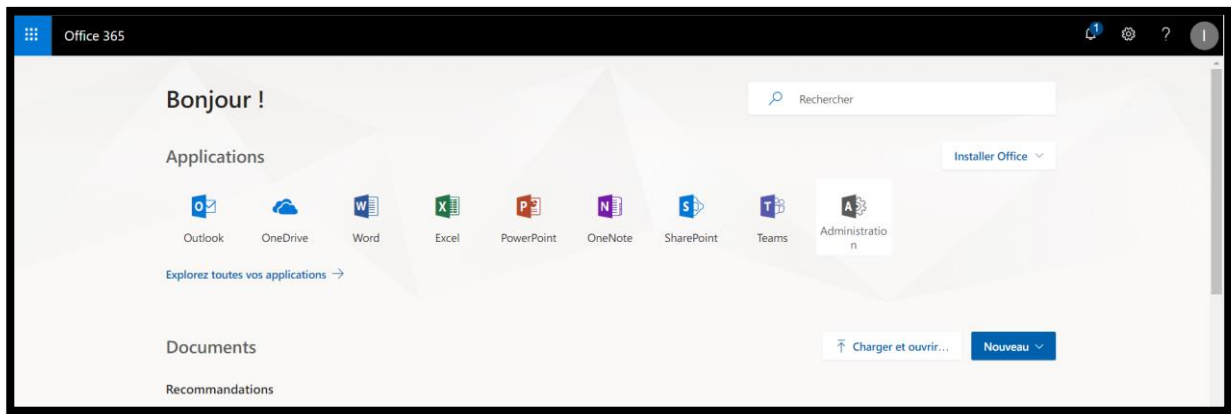 Office 365
1
?
I
Bonjour !
Rechercher
Applications
Installer Office
Outlook
OneDrive
Word
Excel
PowerPoint
OneNote
SharePoint
Teams
Administratio
n
Explorez toutes vos applications →
Documents
Charger et ouvrir...
Nouveau
Recommandations